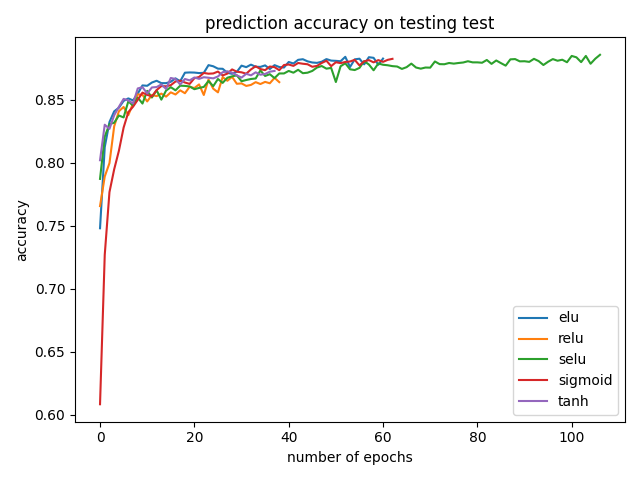 prediction accuracy on testing test
accuracy
0.85
0.80
0.75
0.70
0.65
0.60
0 20 40 60 80 100
number of epochs
elu
relu
selu
sigmoid
tanh